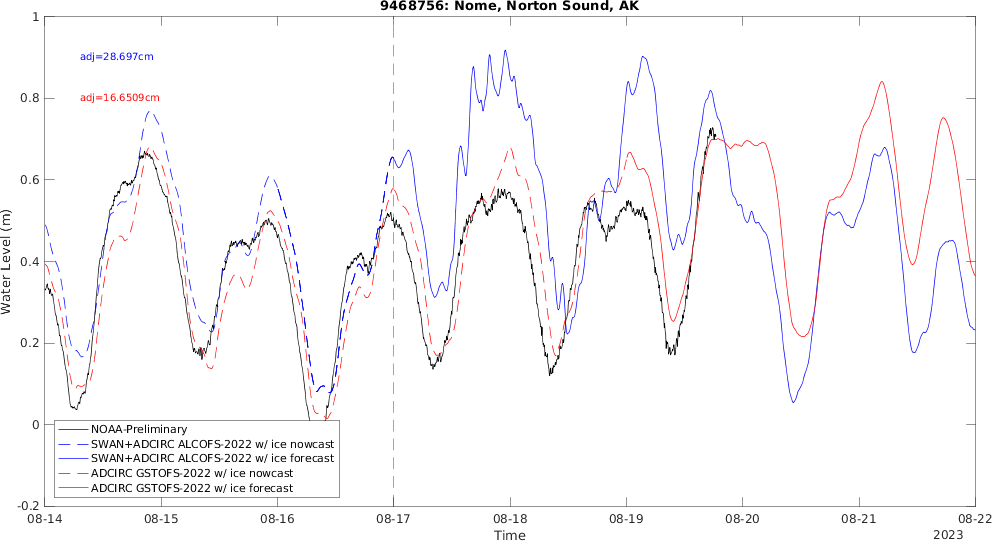 9468756: Nome, Norton Sound, AK
1
0.8
0.6
0.4
0.2
0
-0.2
Water Level (m)
adj=28.697cm
adj=16.6509cm
NOAA-Preliminary
SWAN+ADCIRC ALCOFS-2022 w/ ice nowcast
SWAN+ADCIRC ALCOFS-2022 w/ ice forecast
ADCIRC GSTOFS-2022 w/ ice nowcast
ADCIRC GSTOFS-2022 w/ ice forecast
08-14 08-15 08-16 08-17 08-18 08-19 08-20 08-21 08-22
Time
2023